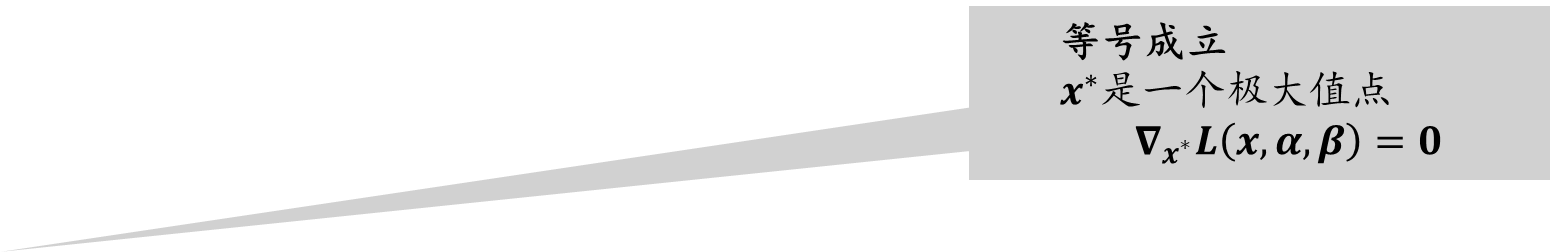 等号成立
x*是一个极大值点
∇ₓ*L(x, α, β) = 0